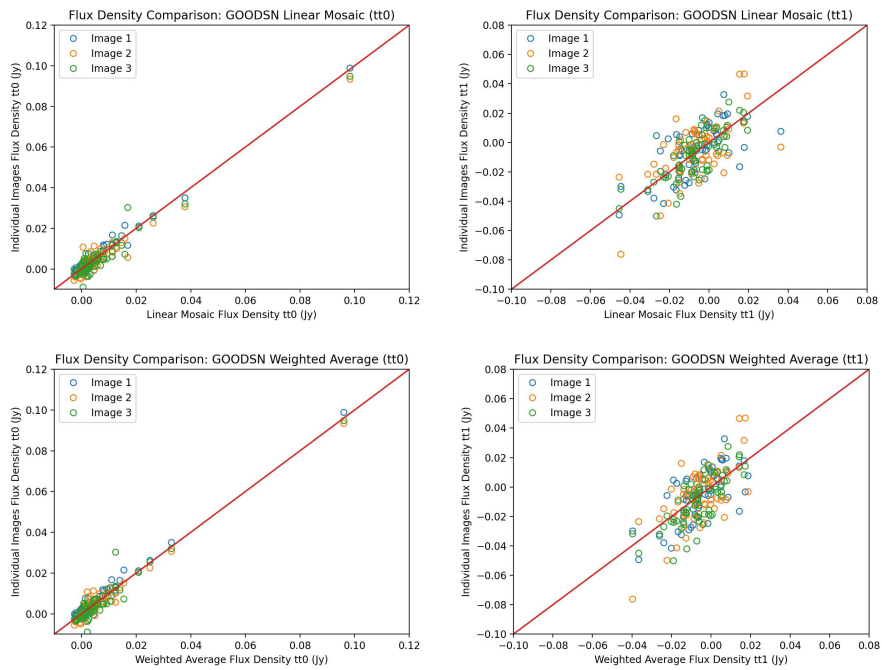 Flux Density Comparison: GOODSN Linear Mosaic (tt0)
Image 1
Image 2
Image 3
Individual Images Flux Density tt0 (Jy)
0.12
0.10
0.08
0.06
0.04
0.02
0.00
0.00 0.02 0.04 0.06 0.08 0.10 0.12
Linear Mosaic Flux Density tt0 (Jy)
Flux Density Comparison: GOODSN Linear Mosaic (tt1)
Image 1
Image 2
Image 3
Individual Images Flux Density tt1 (Jy)
0.08
0.06
0.04
0.02
0.00
−0.02
−0.04
−0.06
−0.08
−0.10
−0.10 −0.08 −0.06 −0.04 −0.02 0.00 0.02 0.04 0.06 0.08
Linear Mosaic Flux Density tt1 (Jy)
Flux Density Comparison: GOODSN Weighted Average (tt0)
Image 1
Image 2
Image 3
Individual Images Flux Density tt0 (Jy)
0.12
0.10
0.08
0.06
0.04
0.02
0.00
0.00 0.02 0.04 0.06 0.08 0.10 0.12
Weighted Average Flux Density tt0 (Jy)
Flux Density Comparison: GOODSN Weighted Average (tt1)
Image 1
Image 2
Image 3
Individual Images Flux Density tt1 (Jy)
0.08
0.06
0.04
0.02
0.00
−0.02
−0.04
−0.06
−0.08
−0.10
−0.10 −0.08 −0.06 −0.04 −0.02 0.00 0.02 0.04 0.06 0.08
Weighted Average Flux Density tt1 (Jy)